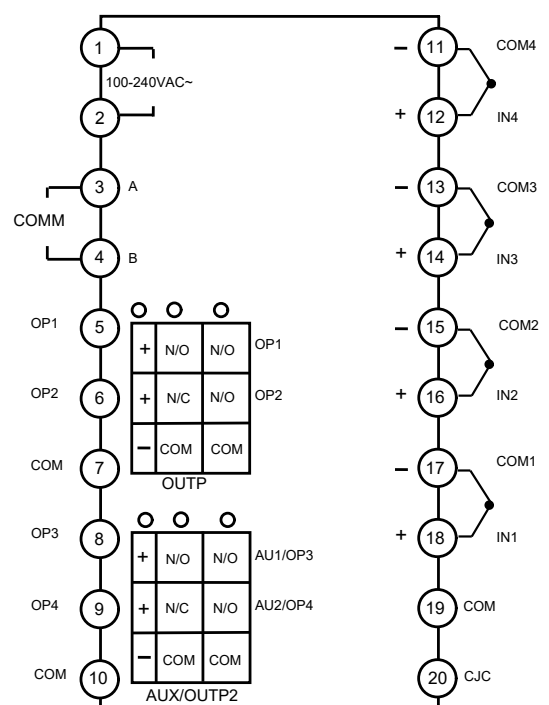 1
100-240VAC~
2
3 A
COMM
4 B
OP1 5
+ N/O N/O OP1
OP2 6
+ N/C N/O OP2
COM 7
− COM COM
OUTP
OP3 8
+ N/O N/O AU1/OP3
OP4 9
+ N/C N/O AU2/OP4
COM 10
− COM COM
AUX/OUTP2
− 11 COM4
+ 12 IN4
− 13 COM3
+ 14 IN3
− 15 COM2
+ 16 IN2
− 17 COM1
+ 18 IN1
19 COM
20 CJC